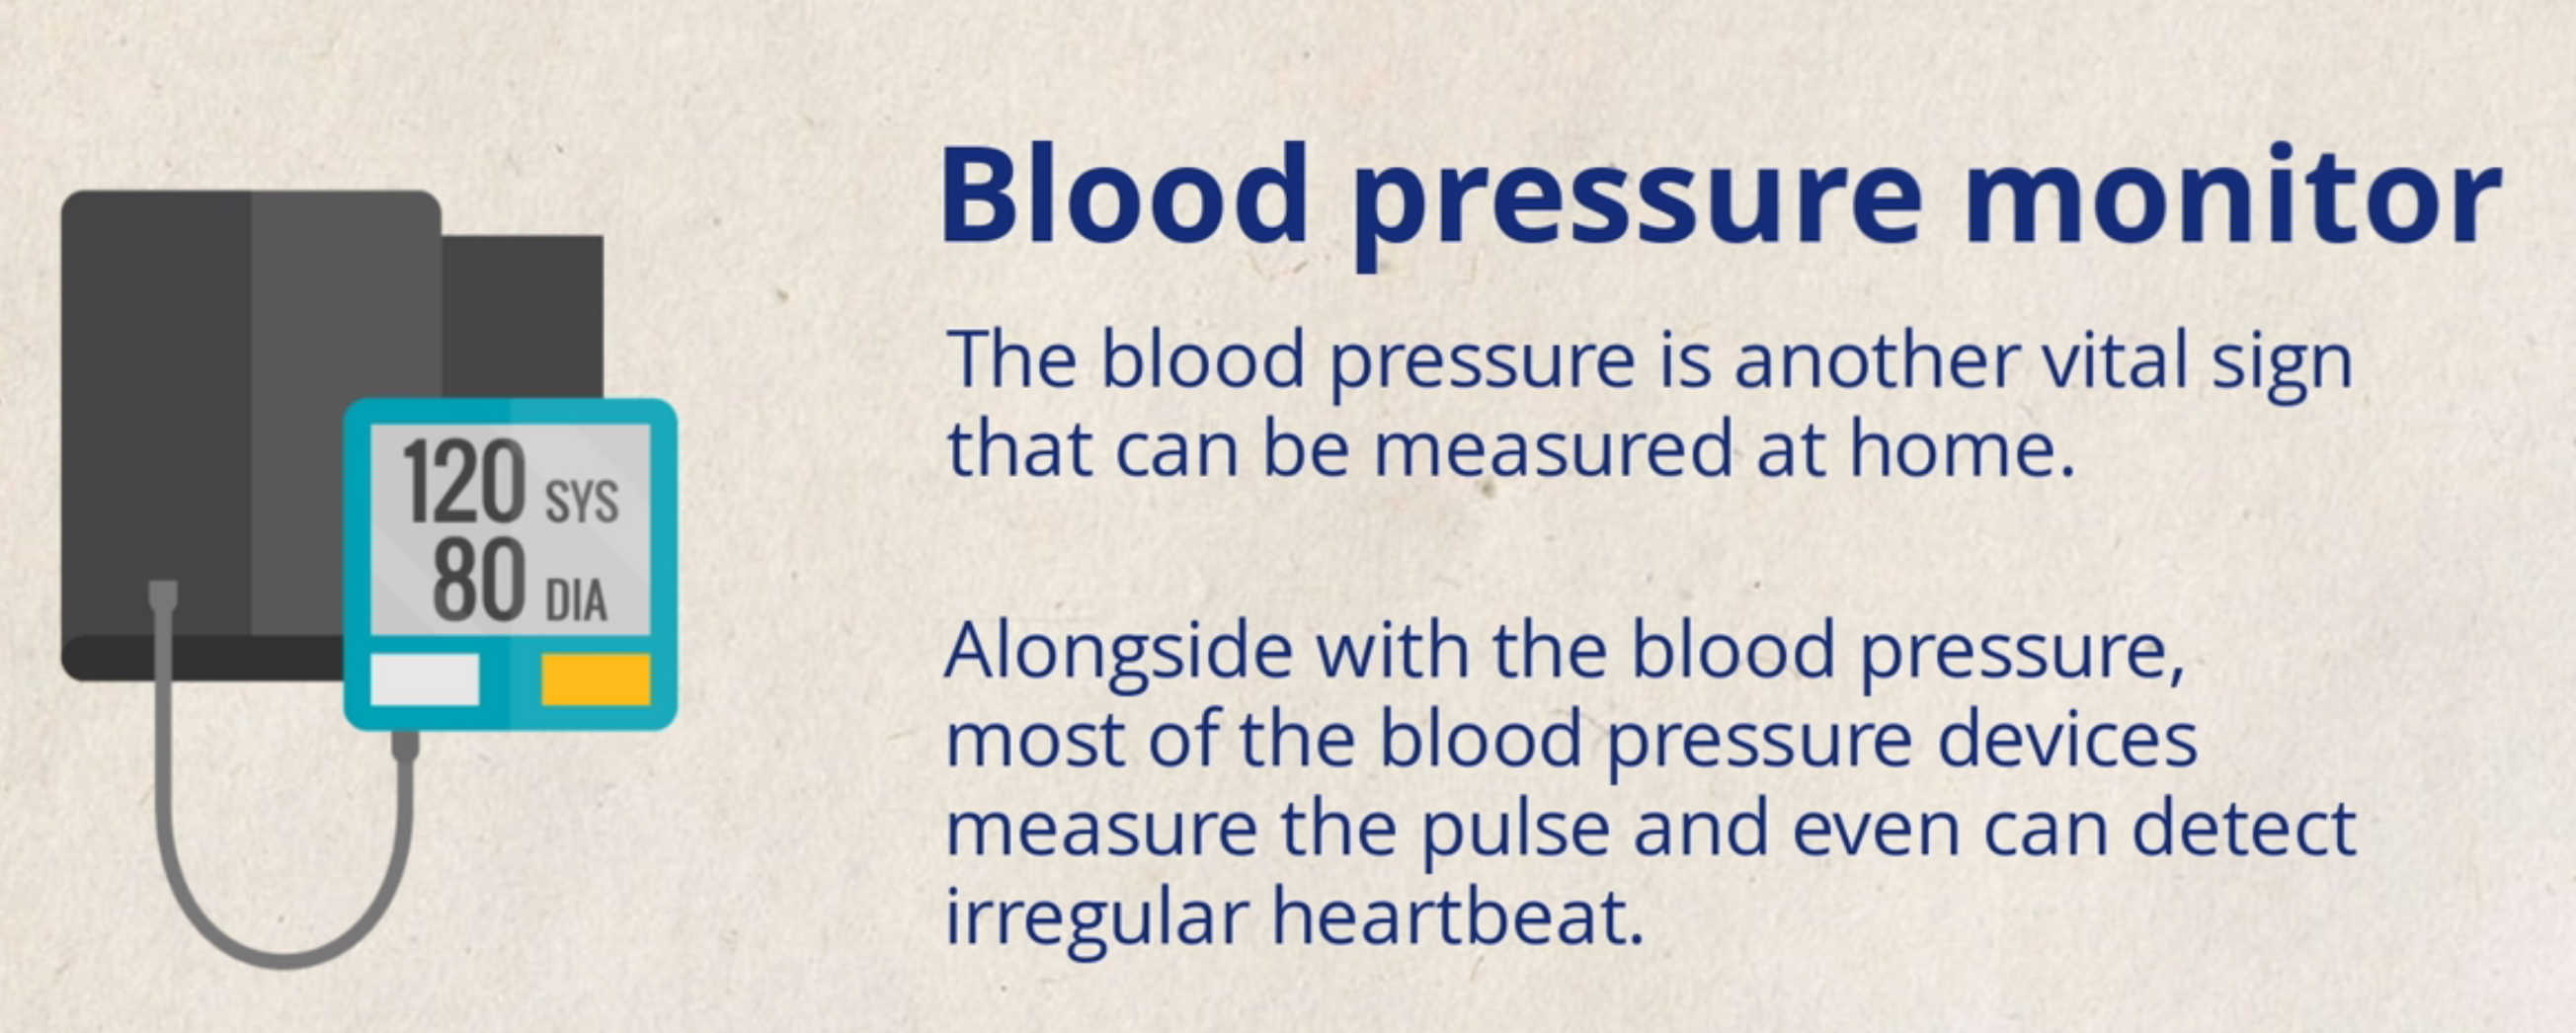 Blood pressure monitor
The blood pressure is another vital sign
that can be measured at home.
Alongside with the blood pressure,
most of the blood pressure devices
measure the pulse and even can detect
irregular heartbeat.
120 SYS
80 DIA